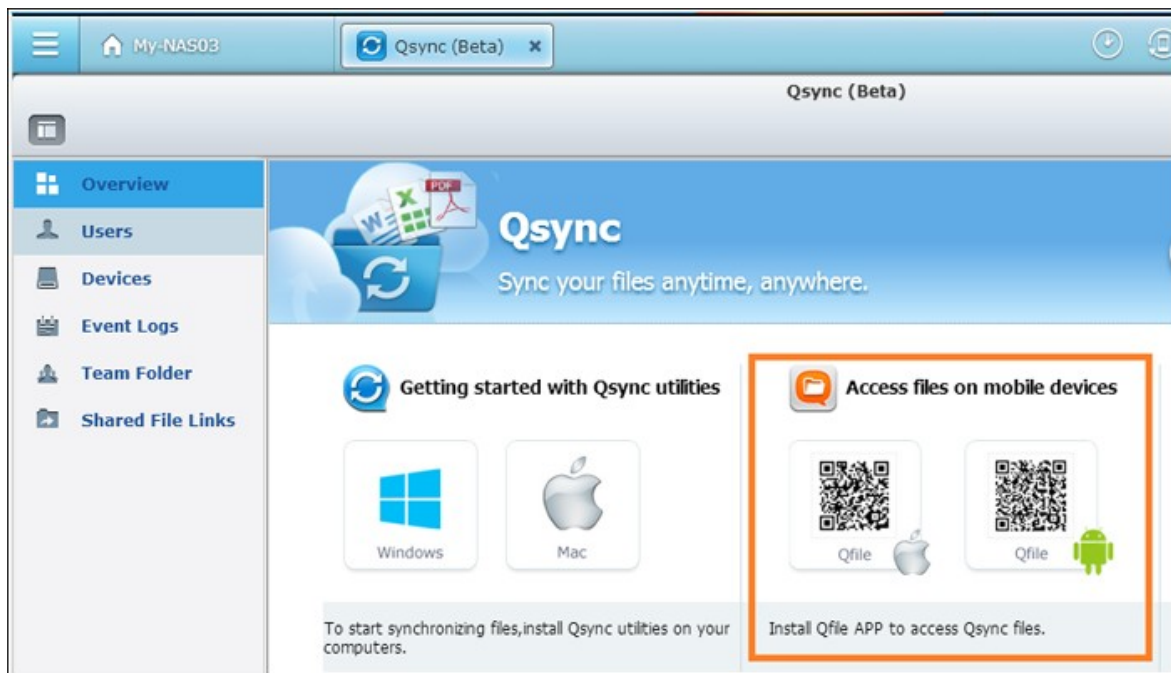 My-NAS03
Qsync (Beta)
Qsync (Beta)
Overview
Users
Devices
Event Logs
Team Folder
Shared File Links
W
X
PDF
Qsync
Sync your files anytime, anywhere.
Getting started with Qsync utilities
Windows
Mac
To start synchronizing files,install Qsync utilities on your
computers.
Access files on mobile devices
Qfile
Qfile
Install Qfile APP to access Qsync files.